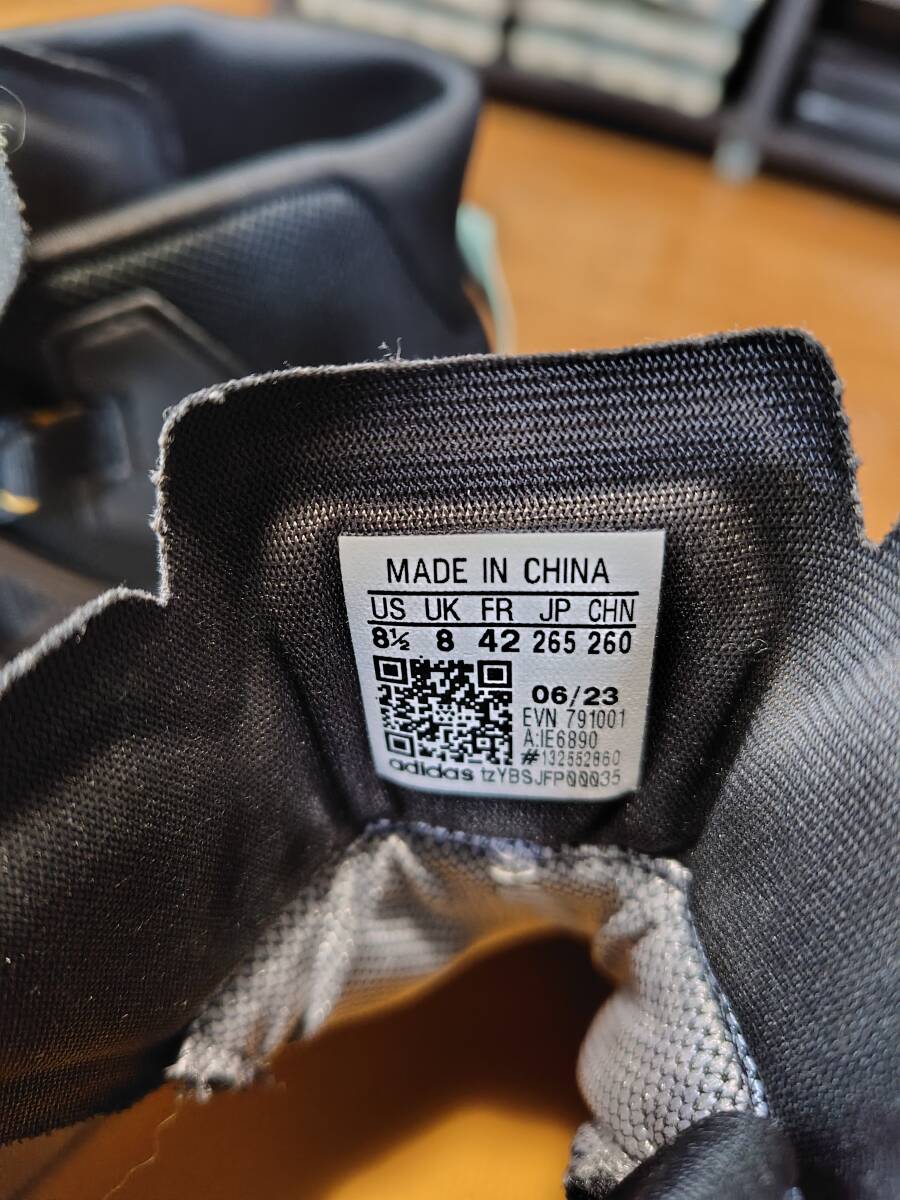 MADE IN CHINA
US UK FR JP CHN
8½ 8 42 265 260
06/23
EVN 791001
A:IE6890
#132552860
adidas tzYBSJFP00035